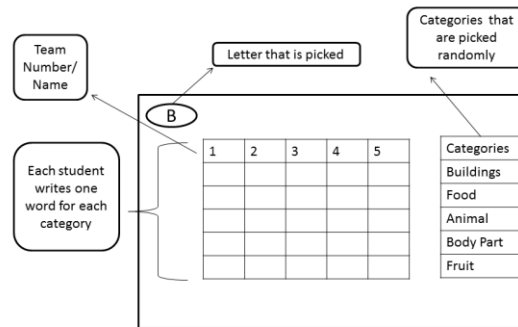 Team
Number/
Name
Letter that is picked
Categories that
are picked
randomly
B
Each student
writes one
word for each
category
1 2 3 4 5
Categories
Buildings
Food
Animal
Body Part
Fruit